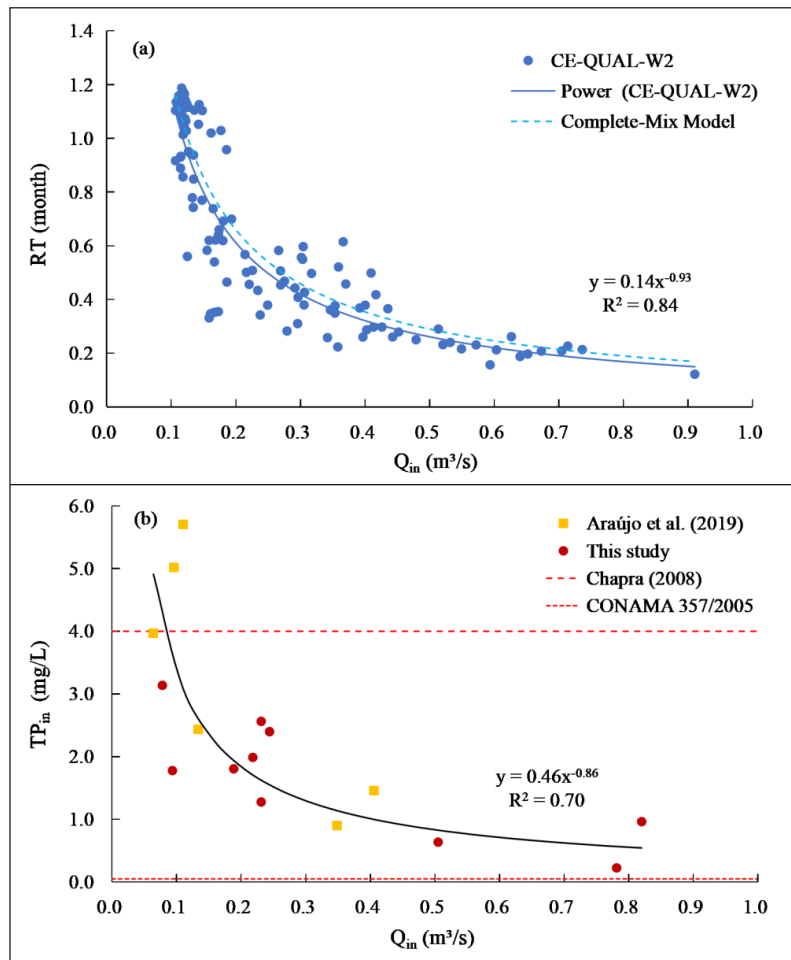 (a)
CE-QUAL-W2
Power (CE-QUAL-W2)
Complete-Mix Model
1.4
1.2
1.0
0.8
0.6
0.4
0.2
0.0
RT (month)
y = 0.14x⁻⁰·⁹³
R² = 0.84
0.0 0.1 0.2 0.3 0.4 0.5 0.6 0.7 0.8 0.9 1.0
Qin (m³/s)
(b)
Araújo et al. (2019)
This study
Chapra (2008)
CONAMA 357/2005
6.0
5.0
4.0
3.0
2.0
1.0
0.0
TPin (mg/L)
y = 0.46x⁻⁰·⁸⁶
R² = 0.70
0.0 0.1 0.2 0.3 0.4 0.5 0.6 0.7 0.8 0.9 1.0
Qin (m³/s)